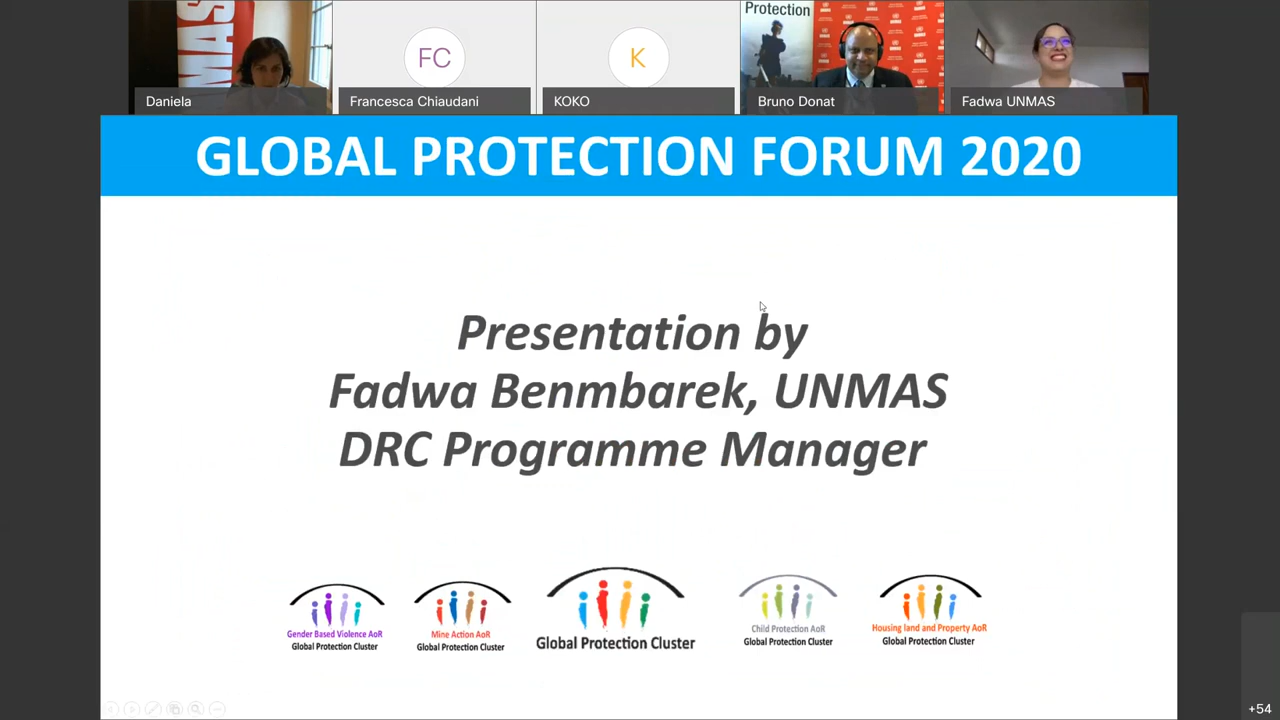 UNMAS
Daniela
FC
Francesca Chiaudani
K
KOKO
Protection
Bruno Donat
Fadwa UNMAS
GLOBAL PROTECTION FORUM 2020
Presentation by
Fadwa Benmbarek, UNMAS
DRC Programme Manager
Gender Based Violence AoR
Global Protection Cluster
Mine Action AoR
Global Protection Cluster
Global Protection Cluster
Child Protection AoR
Global Protection Cluster
Housing land and Property AoR
Global Protection Cluster
+54